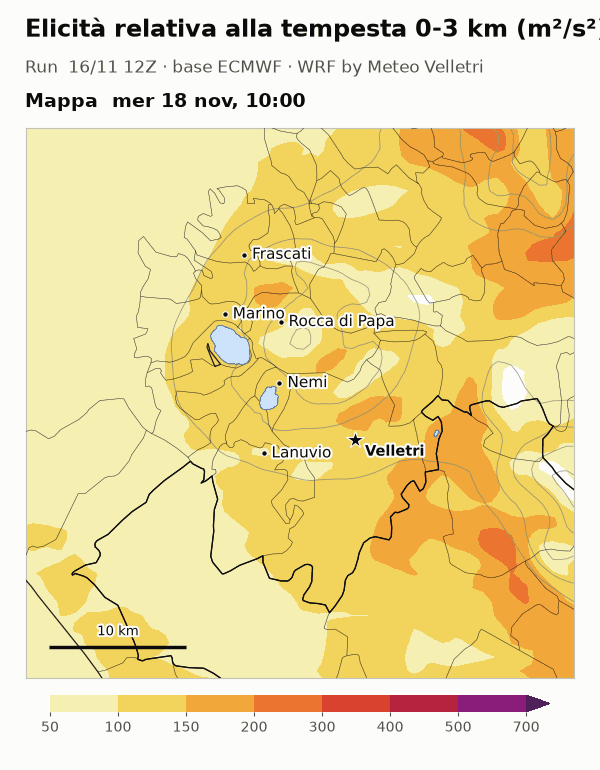 Elicità relativa alla tempesta 0-3 km (m²/s²)
Run 16/11 12Z · base ECMWF · WRF by Meteo Velletri
Mappa mer 18 nov, 10:00
Frascati
Marino
Rocca di Papa
Nemi
Velletri
Lanuvio
10 km
50 100 150 200 300 400 500 700